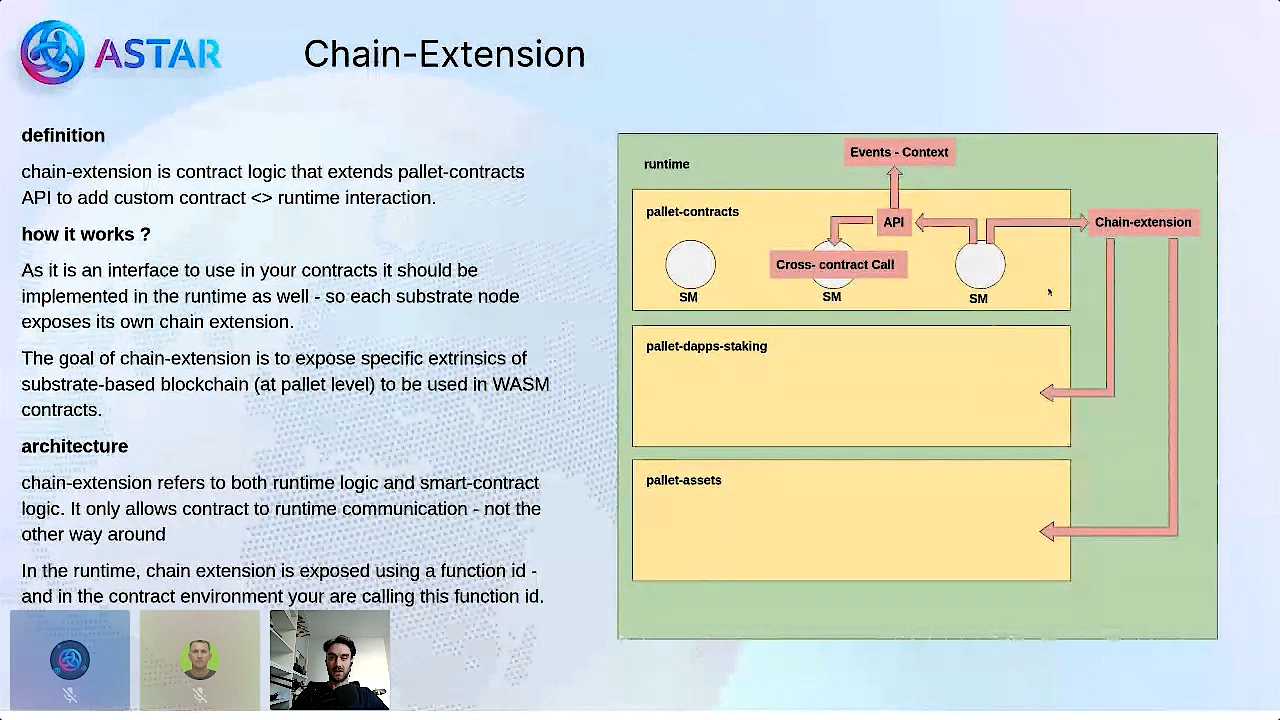 ASTAR
Chain-Extension
definition
chain-extension is contract logic that extends pallet-contracts
API to add custom contract <> runtime interaction.
how it works ?
As it is an interface to use in your contracts it should be
implemented in the runtime as well - so each substrate node
exposes its own chain extension.
The goal of chain-extension is to expose specific extrinsics of
substrate-based blockchain (at pallet level) to be used in WASM
contracts.
architecture
chain-extension refers to both runtime logic and smart-contract
logic. It only allows contract to runtime communication - not the
other way around
In the runtime, chain extension is exposed using a function id -
and in the contract environment your are calling this function id.
runtime
Events - Context
pallet-contracts
API
Chain-extension
Cross- contract Call
SM
SM
SM
pallet-dapps-staking
pallet-assets